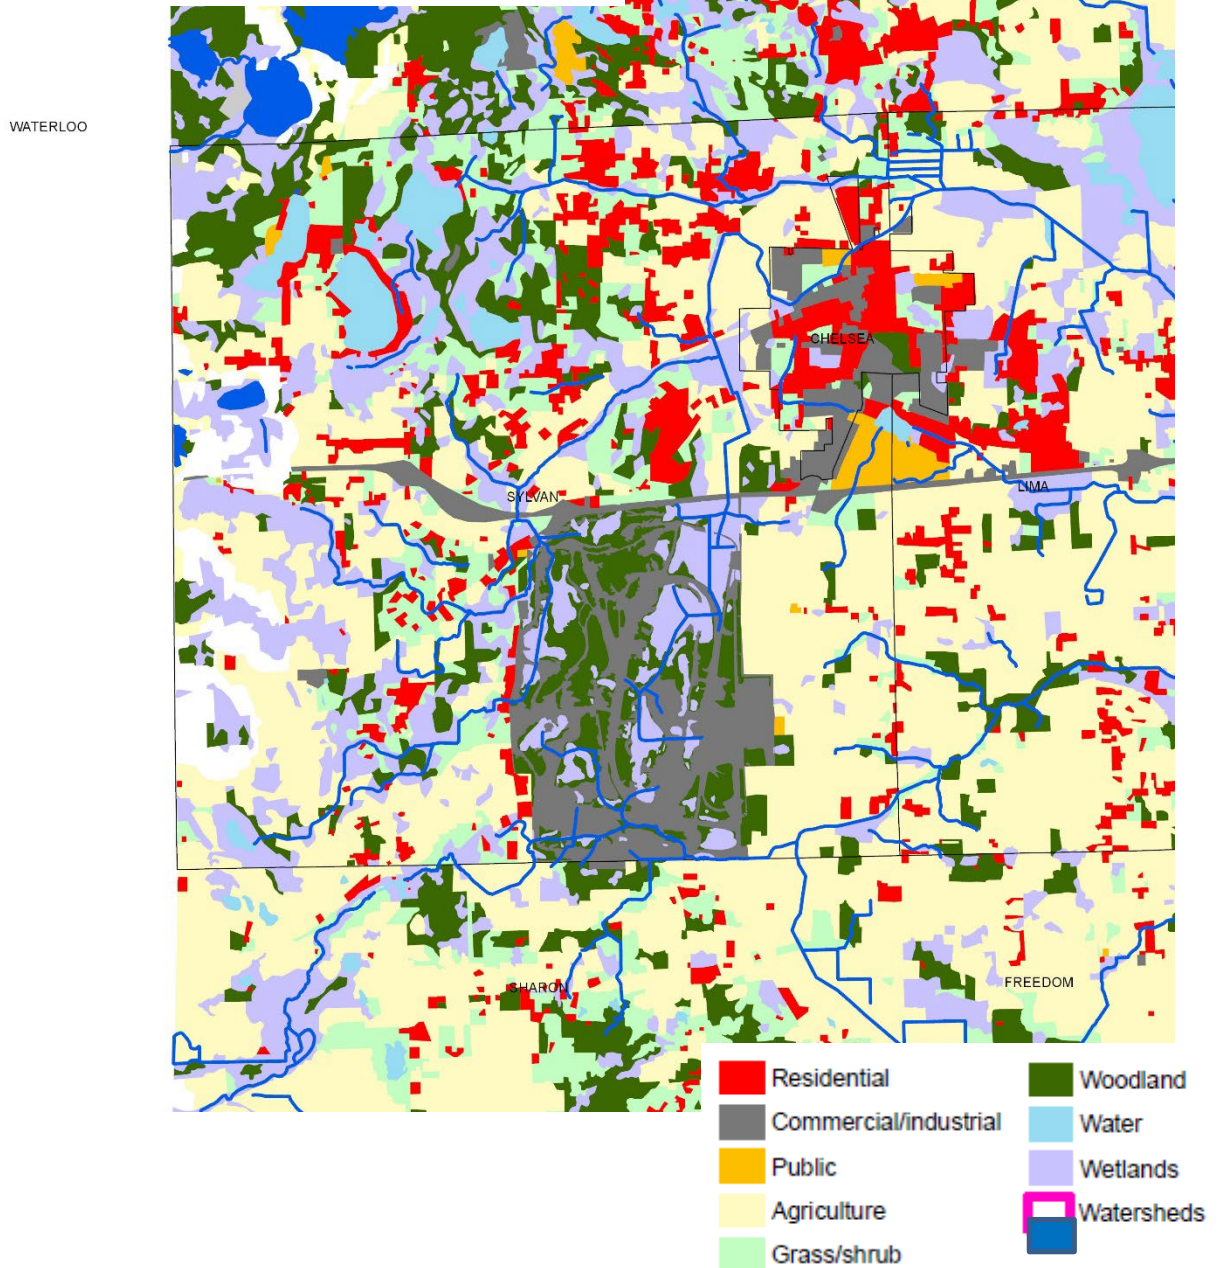 WATERLOO
CHELSEA
SYLVAN
LIMA
SHARON
FREEDOM
Residential
Commercial/industrial
Public
Agriculture
Grass/shrub
Woodland
Water
Wetlands
Watersheds